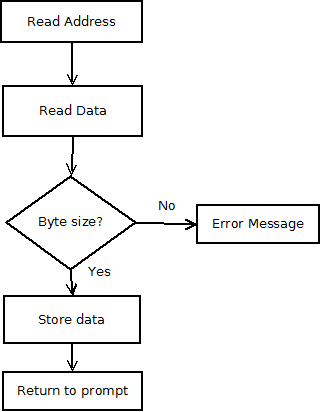 Read Address
Read Data
Byte size?
No
Error Message
Yes
Store data
Return to prompt